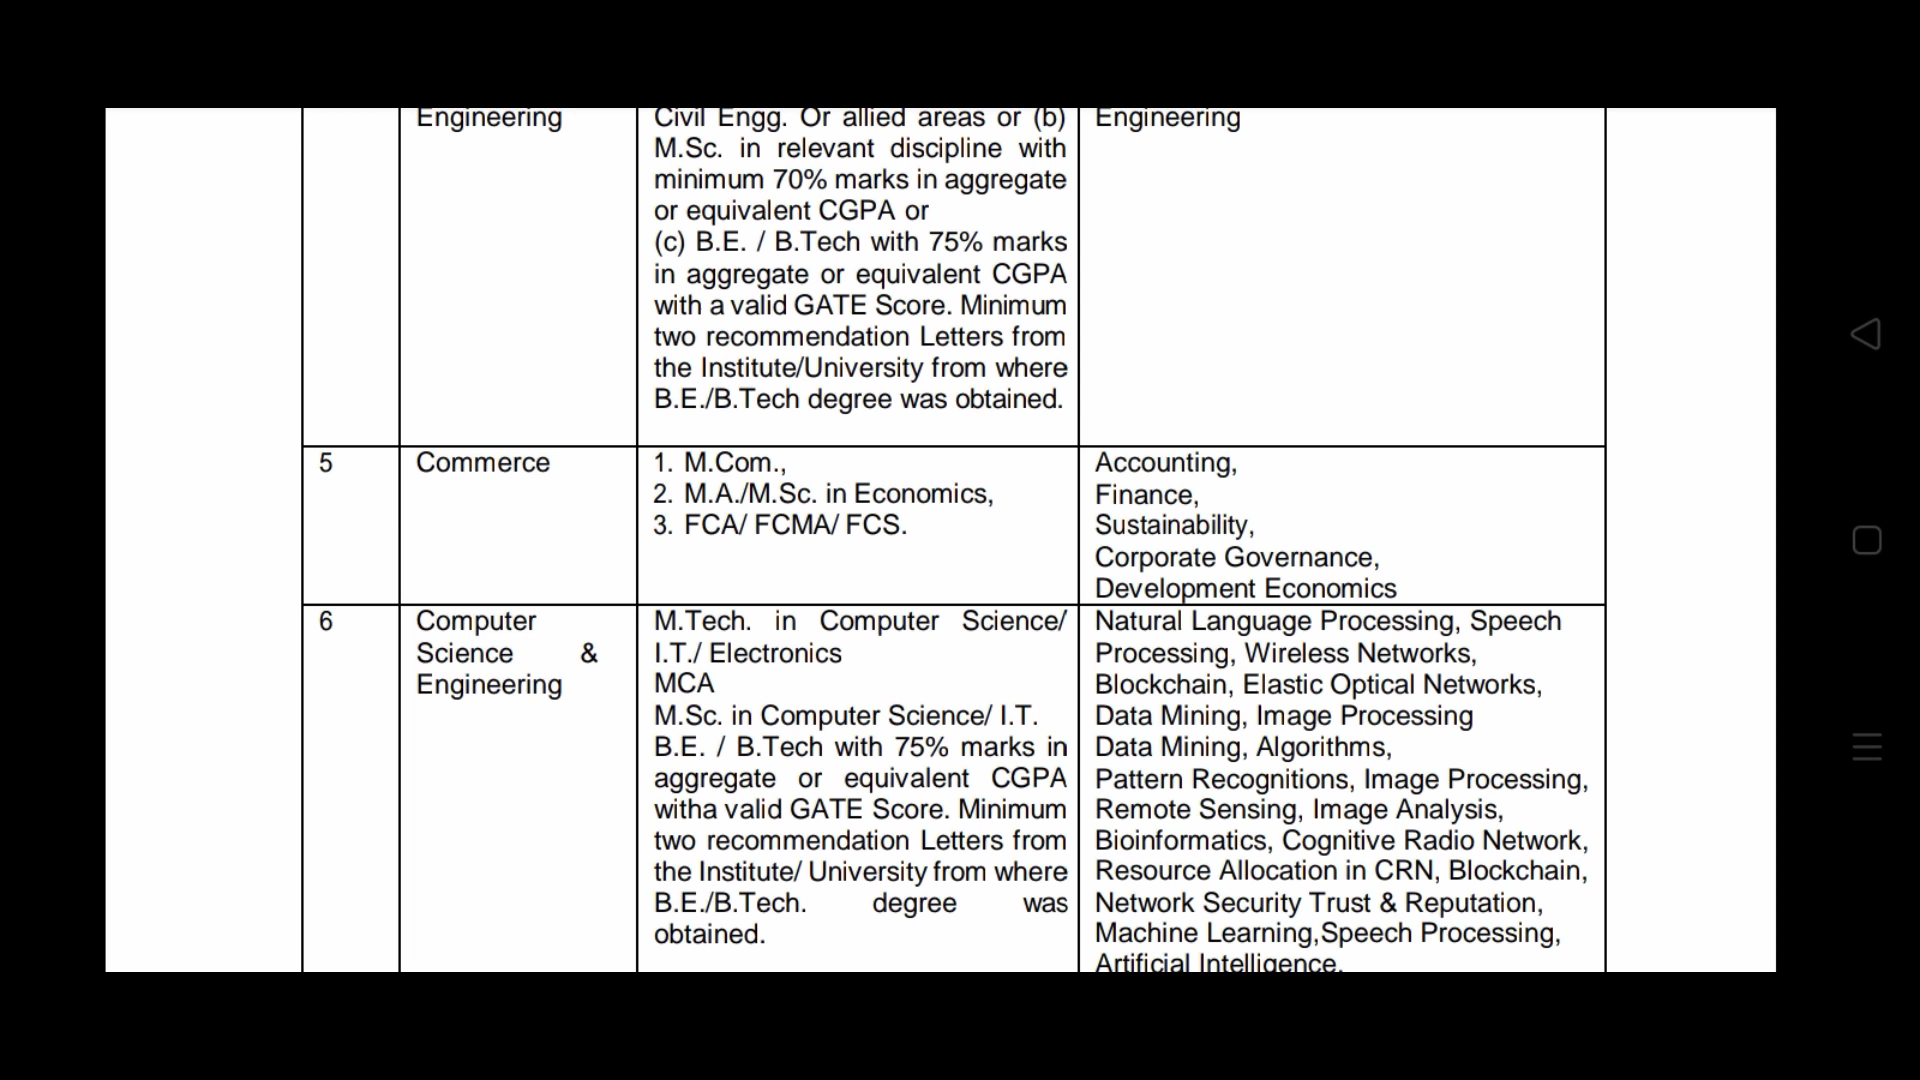 Engineering
Civil Engg. Or allied areas or (b)
M.Sc. in relevant discipline with
minimum 70% marks in aggregate
or equivalent CGPA or
(c) B.E. / B.Tech with 75% marks
in aggregate or equivalent CGPA
with a valid GATE Score. Minimum
two recommendation Letters from
the Institute/University from where
B.E./B.Tech degree was obtained.
Engineering
5
Commerce
1. M.Com.,
2. M.A./M.Sc. in Economics,
3. FCA/ FCMA/ FCS.
Accounting,
Finance,
Sustainability,
Corporate Governance,
Development Economics
6
Computer
Science &
Engineering
M.Tech. in Computer Science/
I.T./ Electronics
MCA
M.Sc. in Computer Science/ I.T.
B.E. / B.Tech with 75% marks in
aggregate or equivalent CGPA
witha valid GATE Score. Minimum
two recommendation Letters from
the Institute/ University from where
B.E./B.Tech. degree was
obtained.
Natural Language Processing, Speech
Processing, Wireless Networks,
Blockchain, Elastic Optical Networks,
Data Mining, Image Processing
Data Mining, Algorithms,
Pattern Recognitions, Image Processing,
Remote Sensing, Image Analysis,
Bioinformatics, Cognitive Radio Network,
Resource Allocation in CRN, Blockchain,
Network Security Trust & Reputation,
Machine Learning,Speech Processing,
Artificial Intelligence,